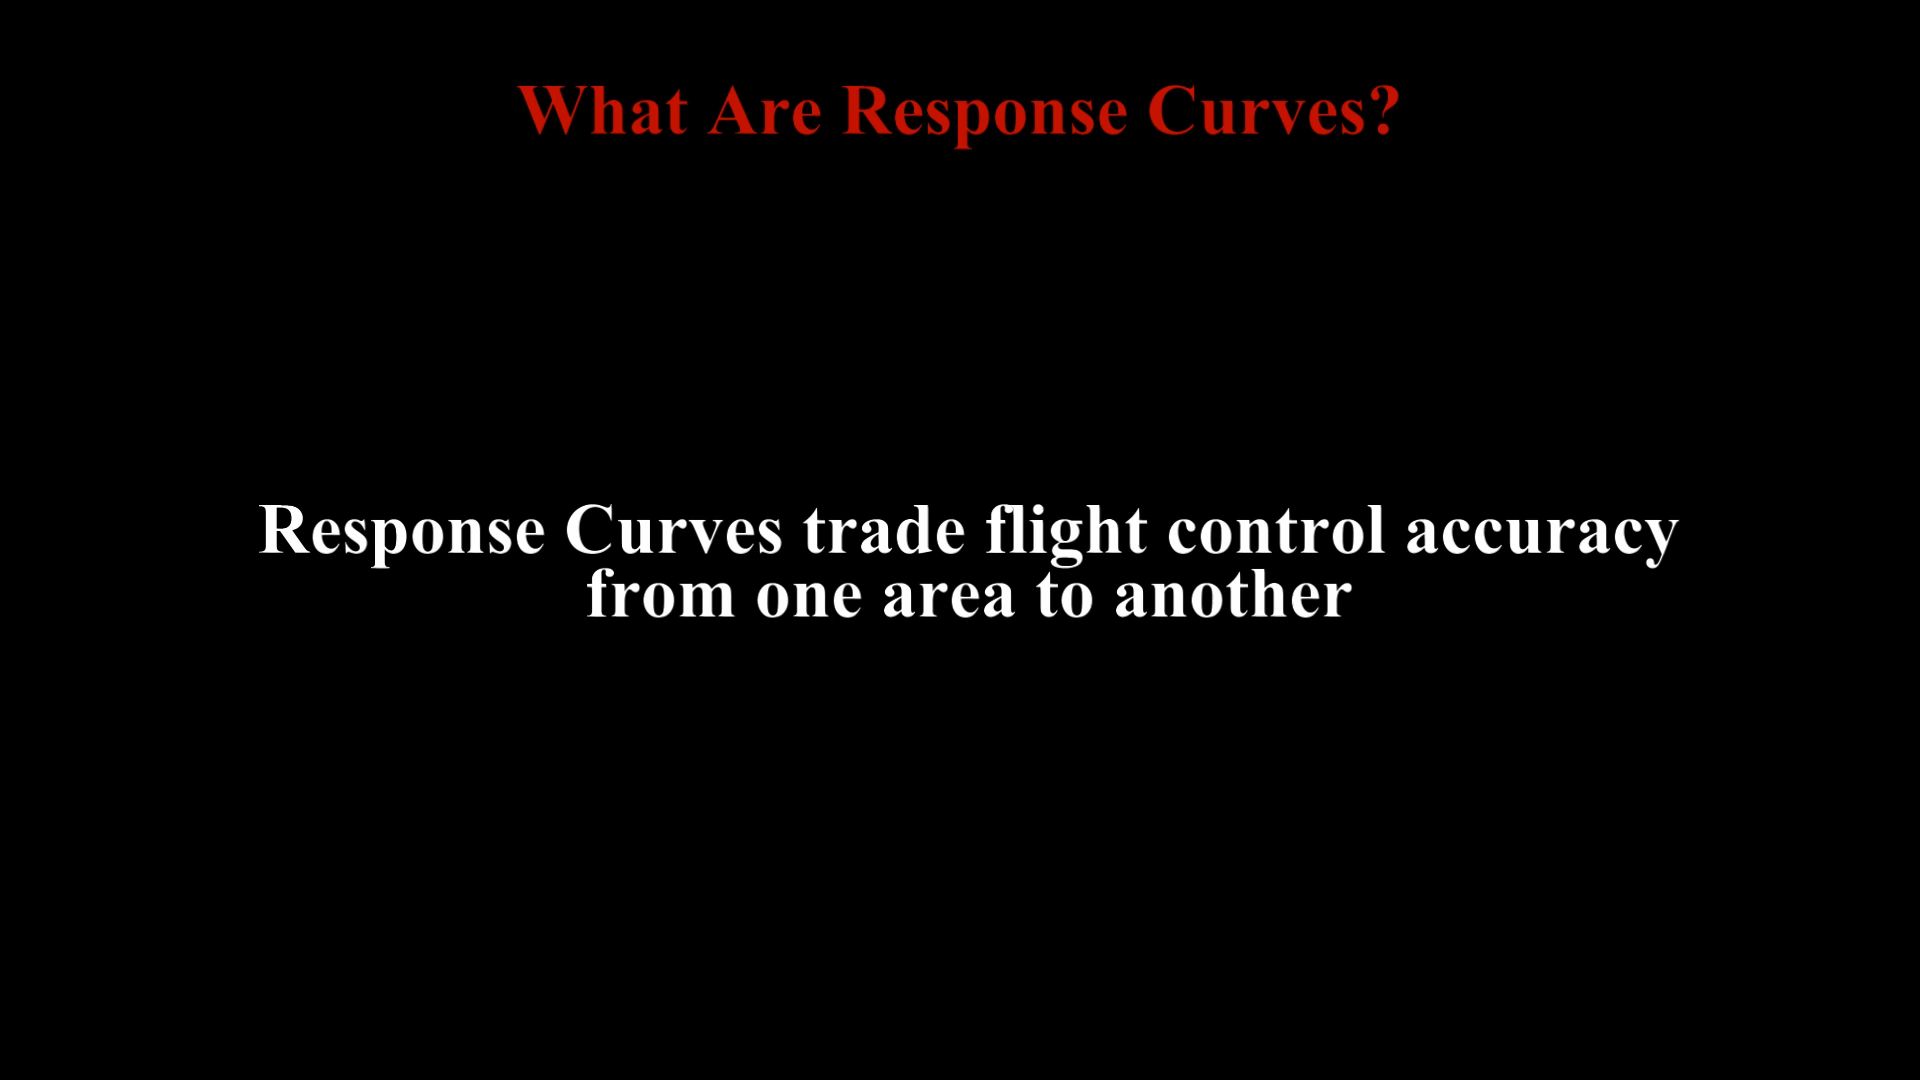 What Are Response Curves?
Response Curves trade flight control accuracy
from one area to another